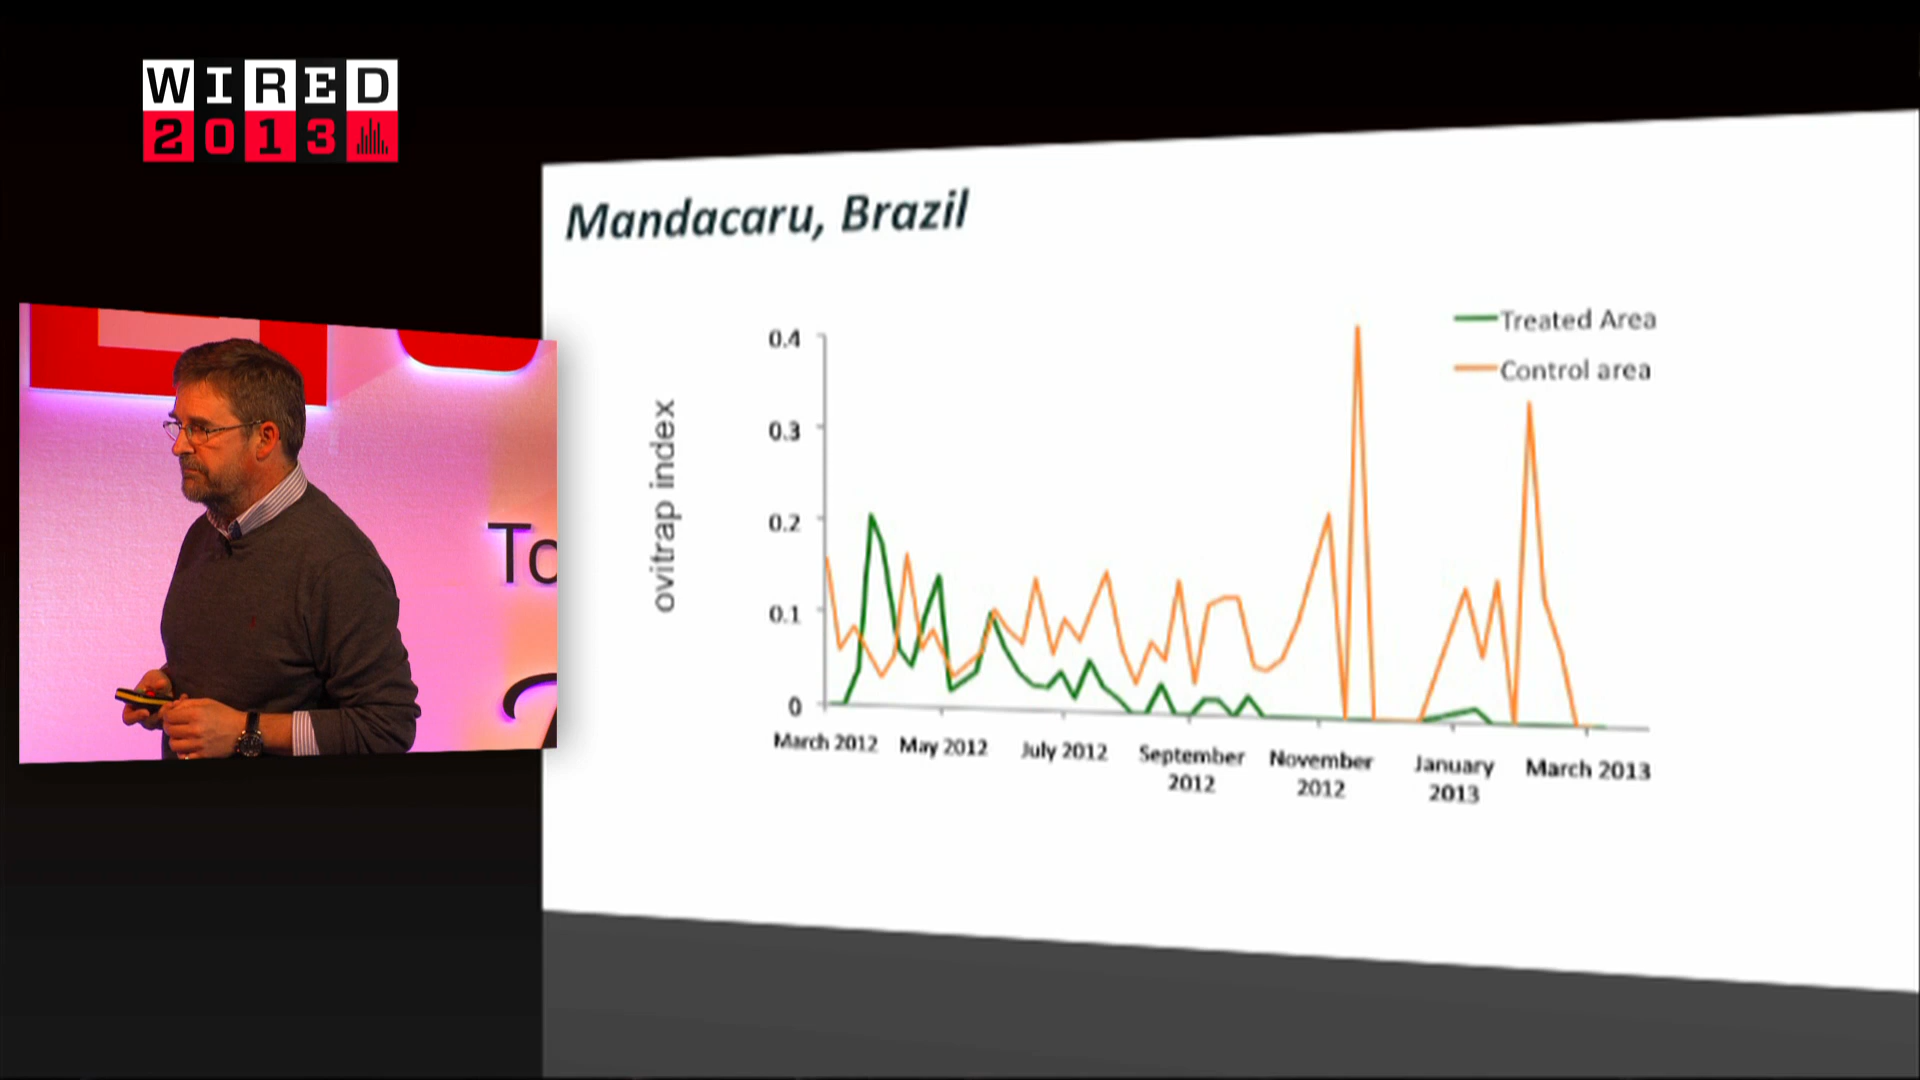 WIRED
2013
Mandacaru, Brazil
Treated Area
Control area
ovitrap index
0.4
0.3
0.2
0.1
0
March 2012
May 2012
July 2012
September 2012
November 2012
January 2013
March 2013
To